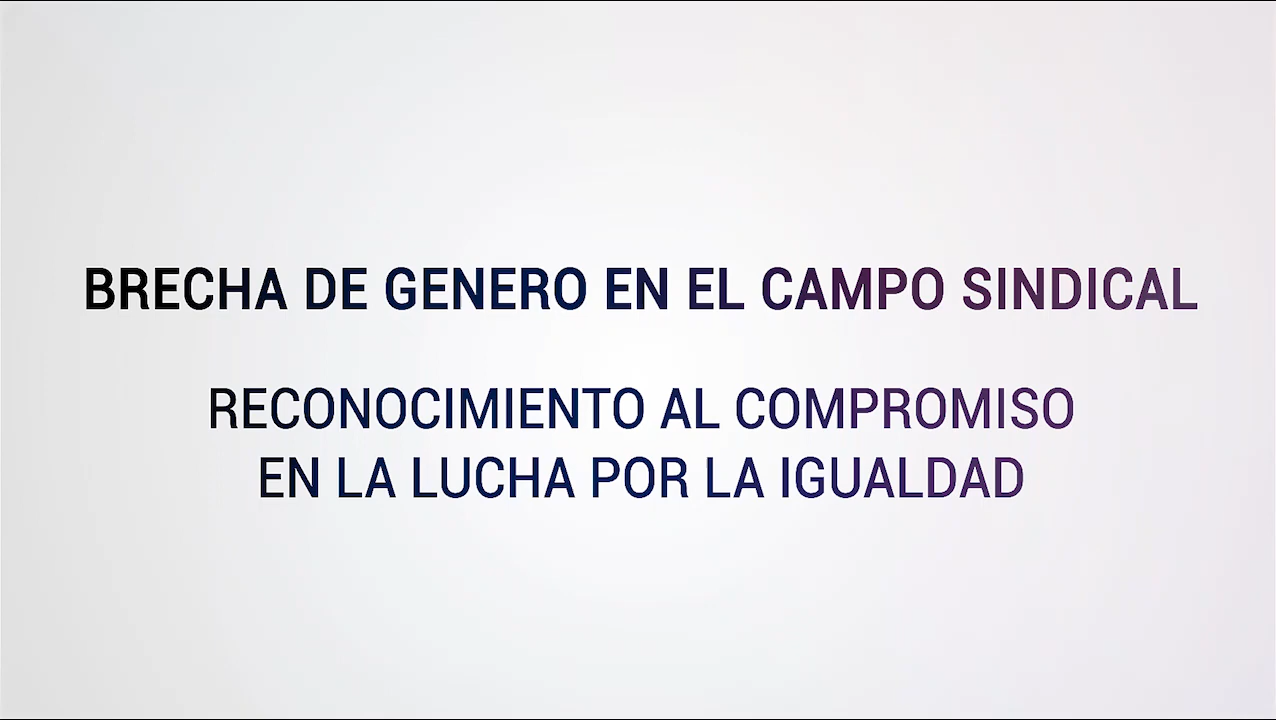 BRECHA DE GENERO EN EL CAMPO SINDICAL
RECONOCIMIENTO AL COMPROMISO
EN LA LUCHA POR LA IGUALDAD